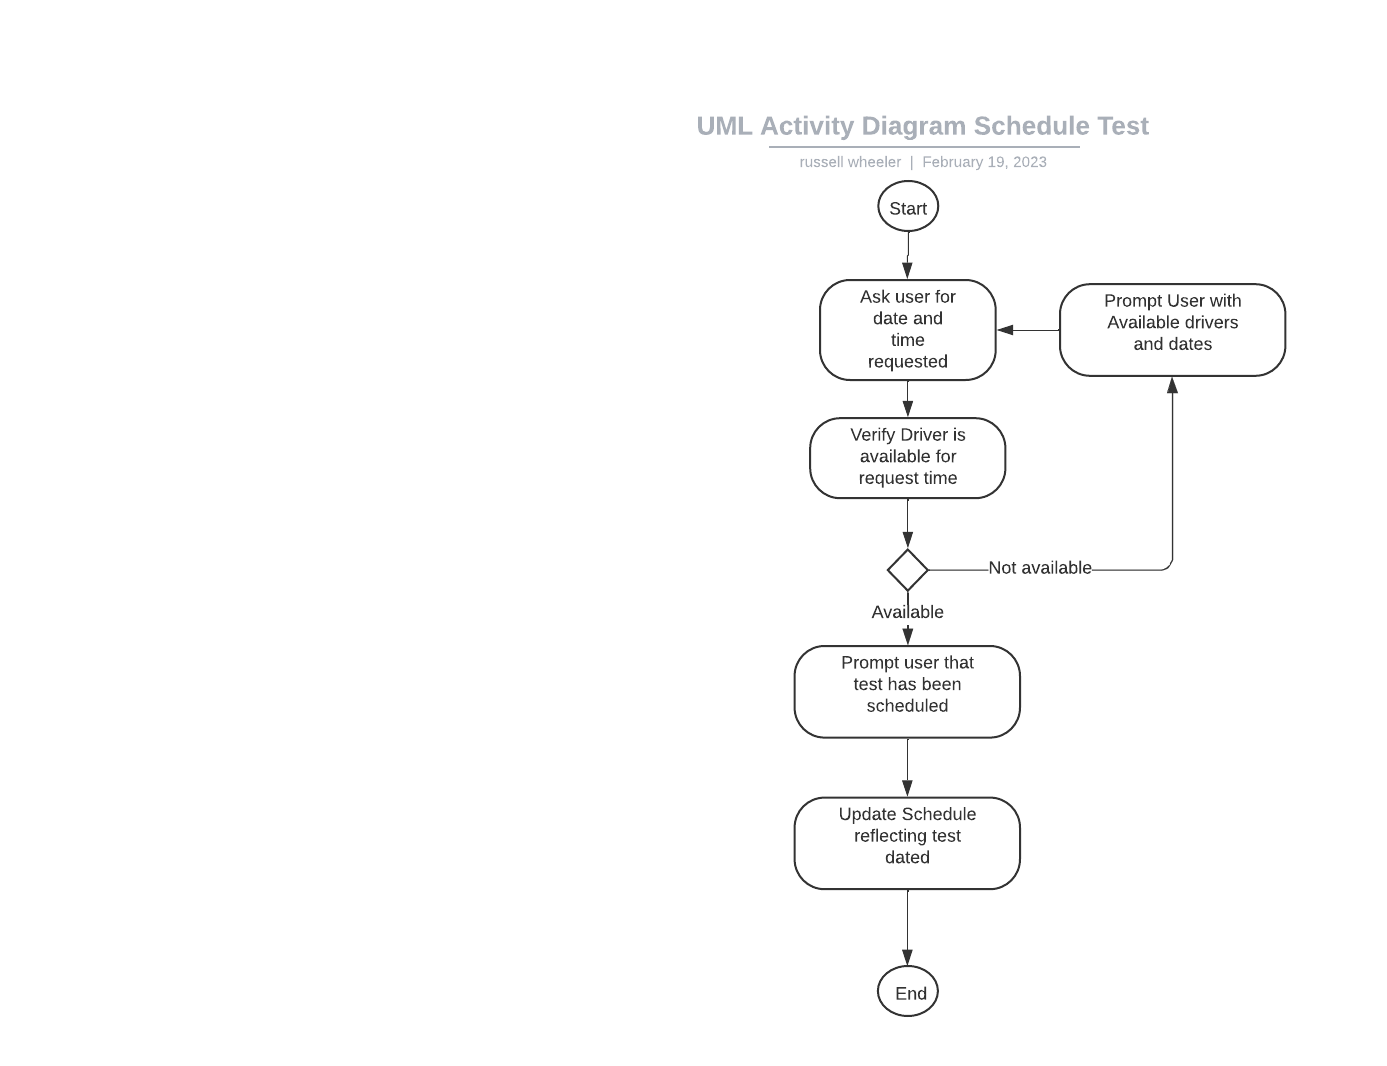 UML Activity Diagram Schedule Test
russell wheeler | February 19, 2023
Start
Ask user for
date and
time
requested
Prompt User with
Available drivers
and dates
Verify Driver is
available for
request time
Not available
Available
Prompt user that
test has been
scheduled
Update Schedule
reflecting test
dated
End